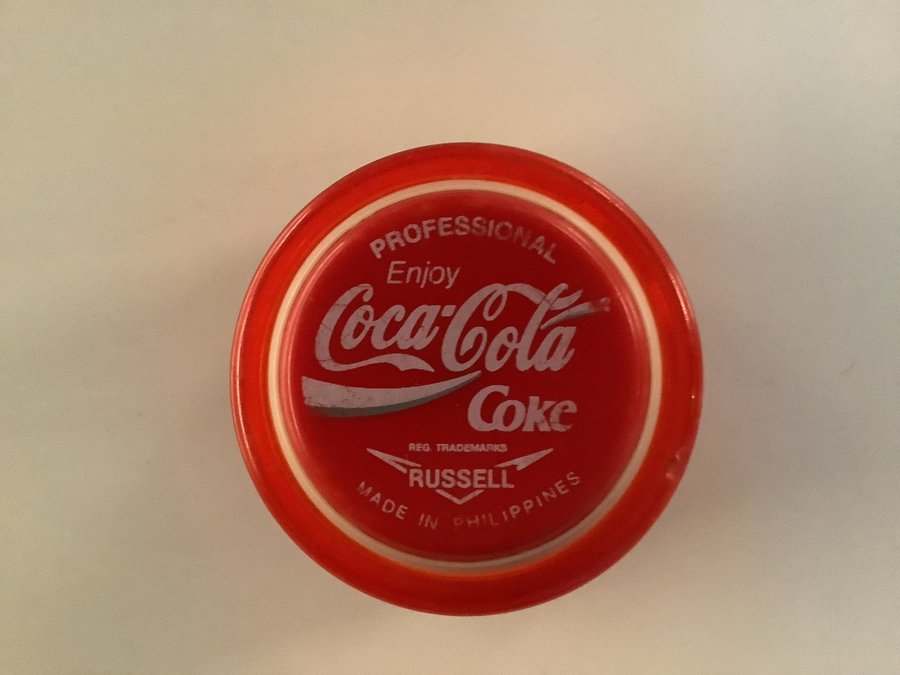 PROFESSIONAL
Enjoy
Coca-Cola
Coke
REG. TRADEMARKS
RUSSELL
MADE IN PHILIPPINES